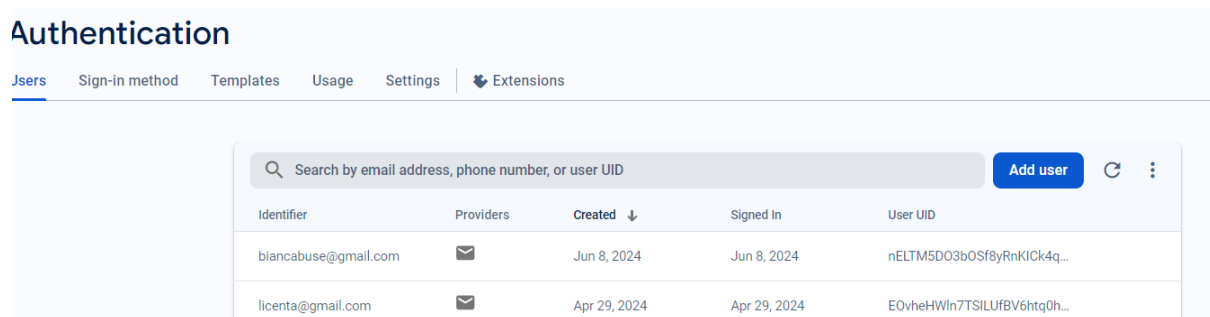 Authentication
Users Sign-in method Templates Usage Settings Extensions
Search by email address, phone number, or user UID Add user
Identifier Providers Created Signed In User UID
biancabuse@gmail.com Jun 8, 2024 Jun 8, 2024 nELTM5DO3bOSf8yRnKICk4q...
licenta@gmail.com Apr 29, 2024 Apr 29, 2024 EOvheHWln7TSILUfBV6htq0h...